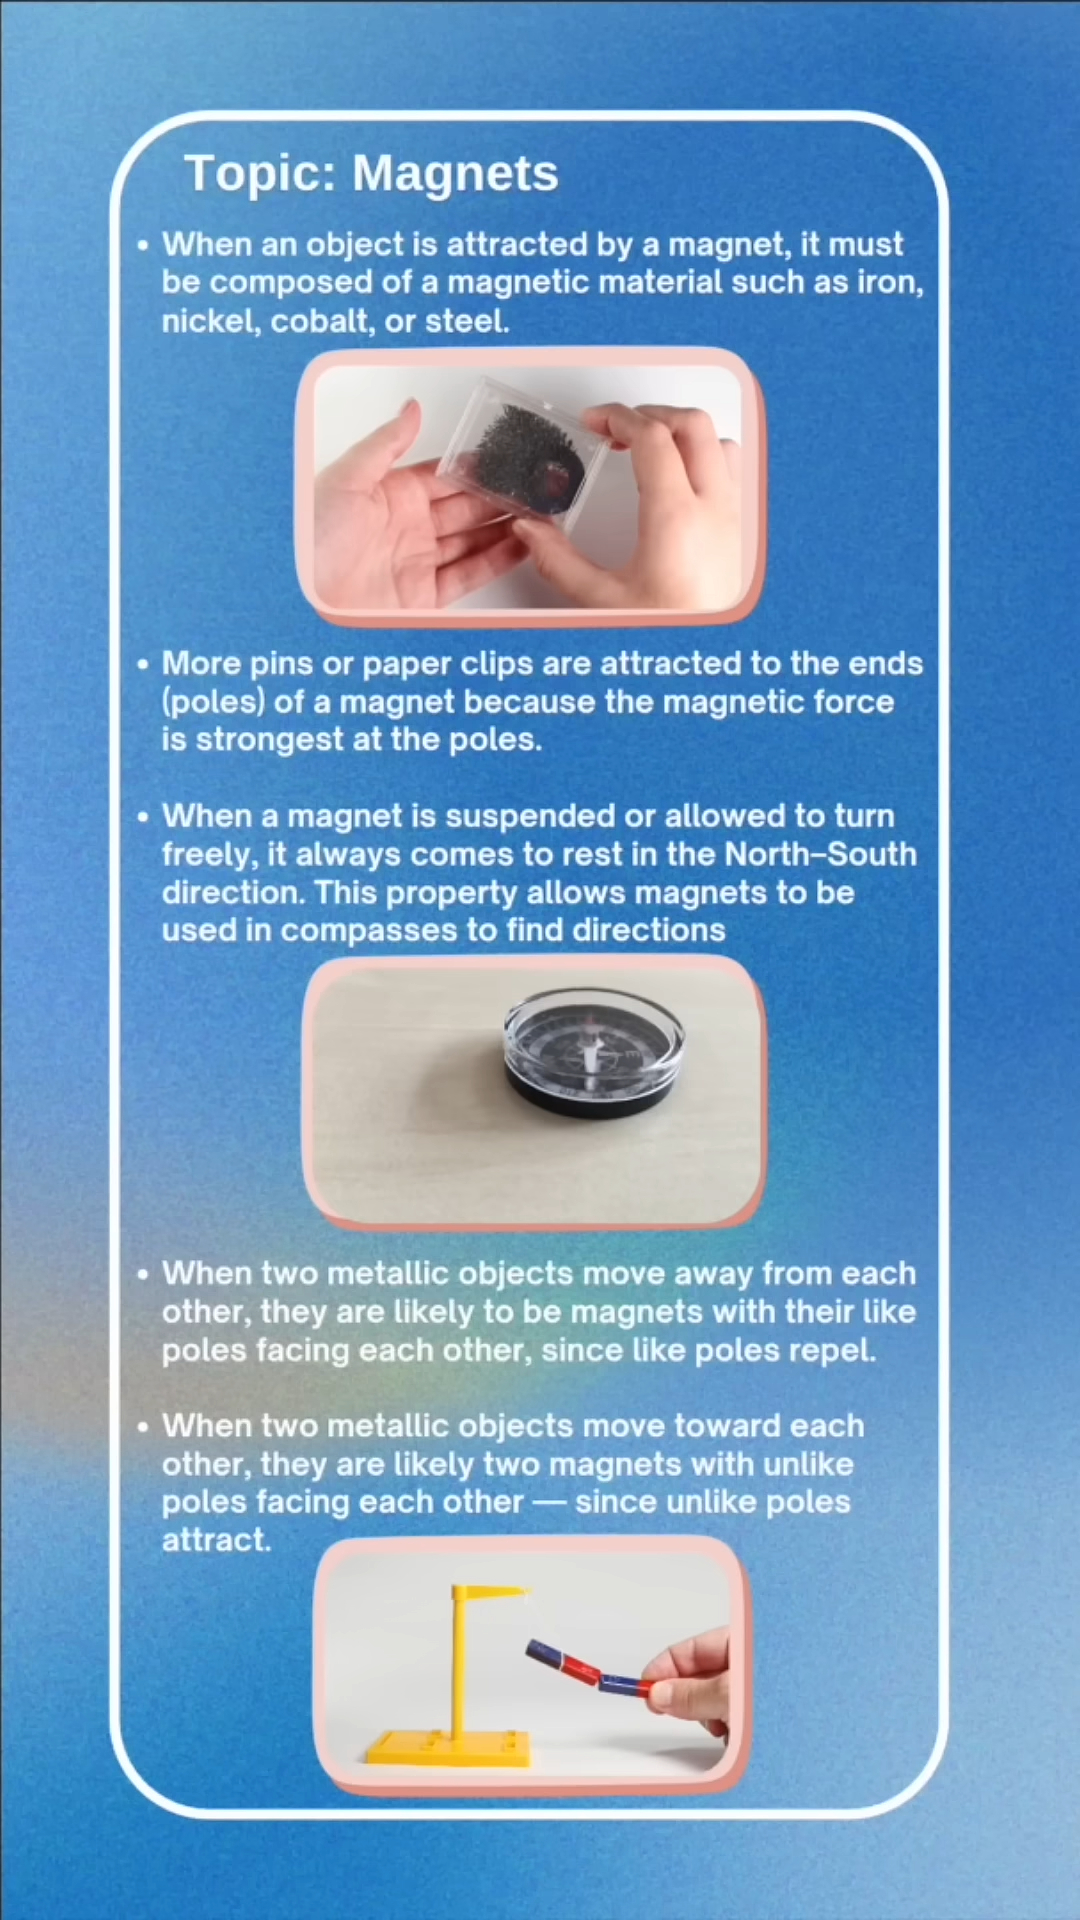 Topic: Magnets
• When an object is attracted by a magnet, it must
be composed of a magnetic material such as iron,
nickel, cobalt, or steel.
• More pins or paper clips are attracted to the ends
(poles) of a magnet because the magnetic force
is strongest at the poles.
• When a magnet is suspended or allowed to turn
freely, it always comes to rest in the North–South
direction. This property allows magnets to be
used in compasses to find directions
• When two metallic objects move away from each
other, they are likely to be magnets with their like
poles facing each other, since like poles repel.
• When two metallic objects move toward each
other, they are likely two magnets with unlike
poles facing each other — since unlike poles
attract.